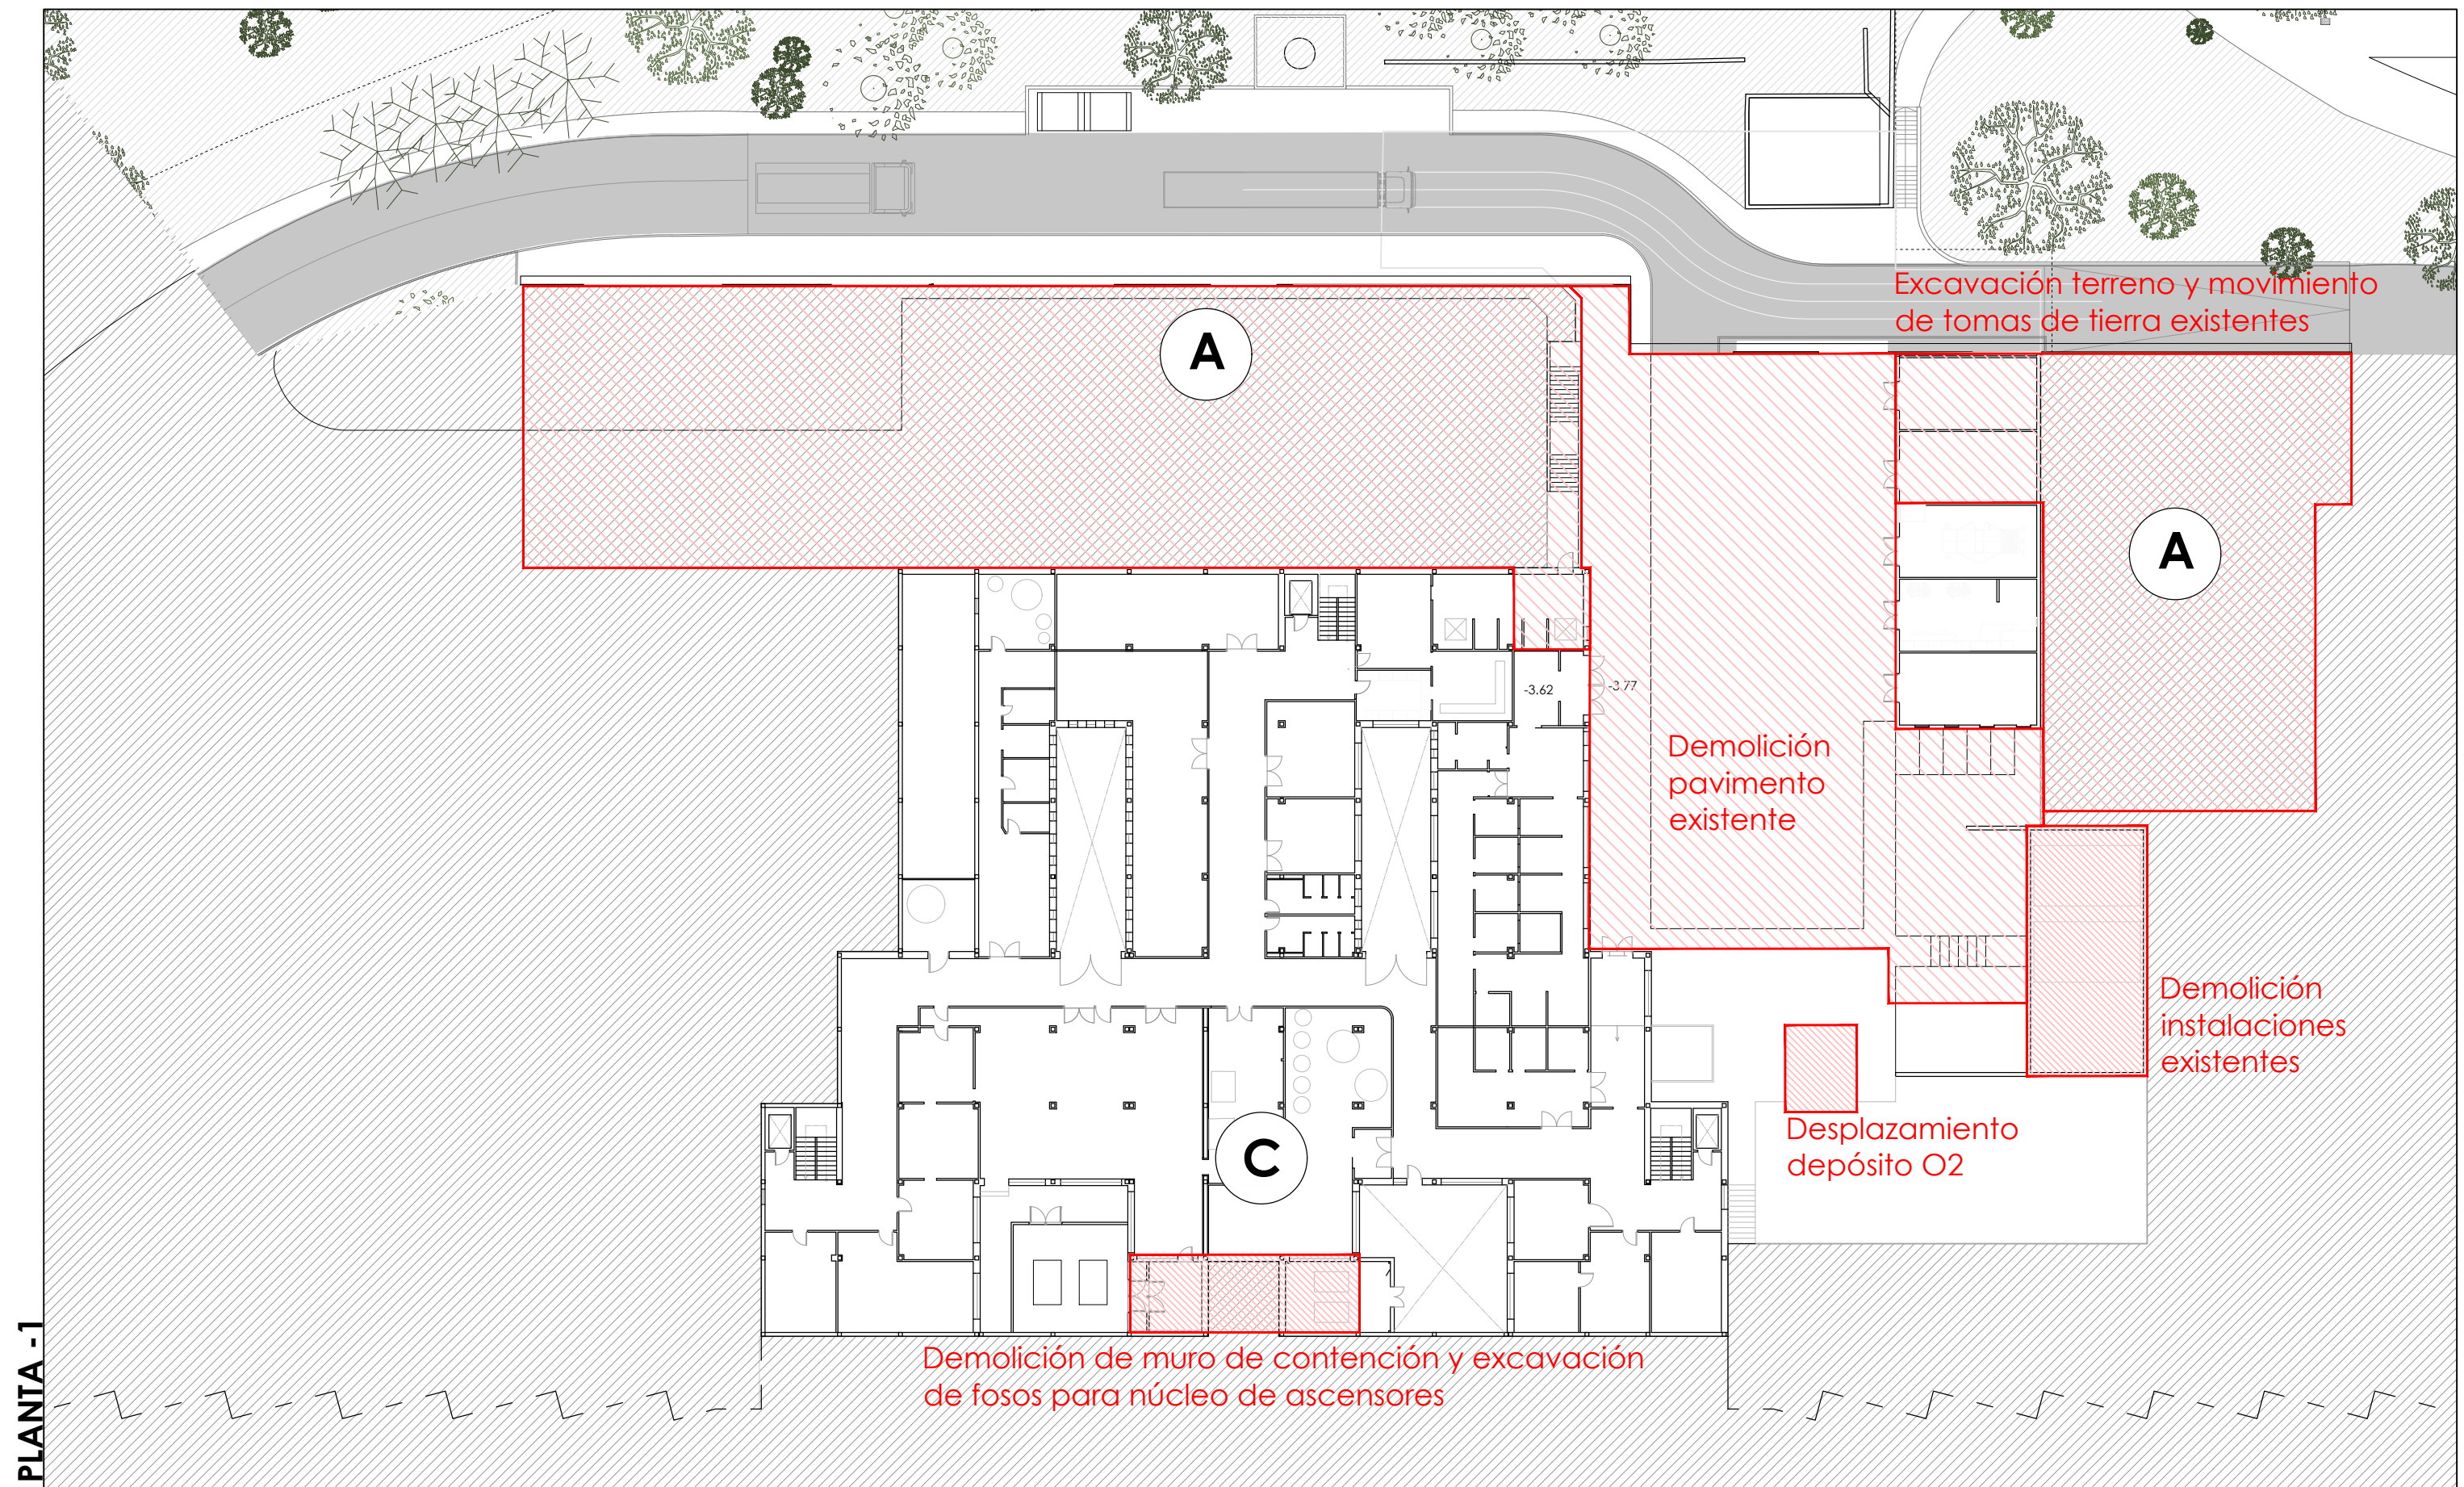 Excavación terreno y movimiento
de tomas de tierra existentes
A
A
-3.62
-3.77
Demolición
pavimento
existente
Demolición
instalaciones
existentes
Desplazamiento
depósito O2
C
Demolición de muro de contención y excavación
de fosos para núcleo de ascensores
PLANTA -1